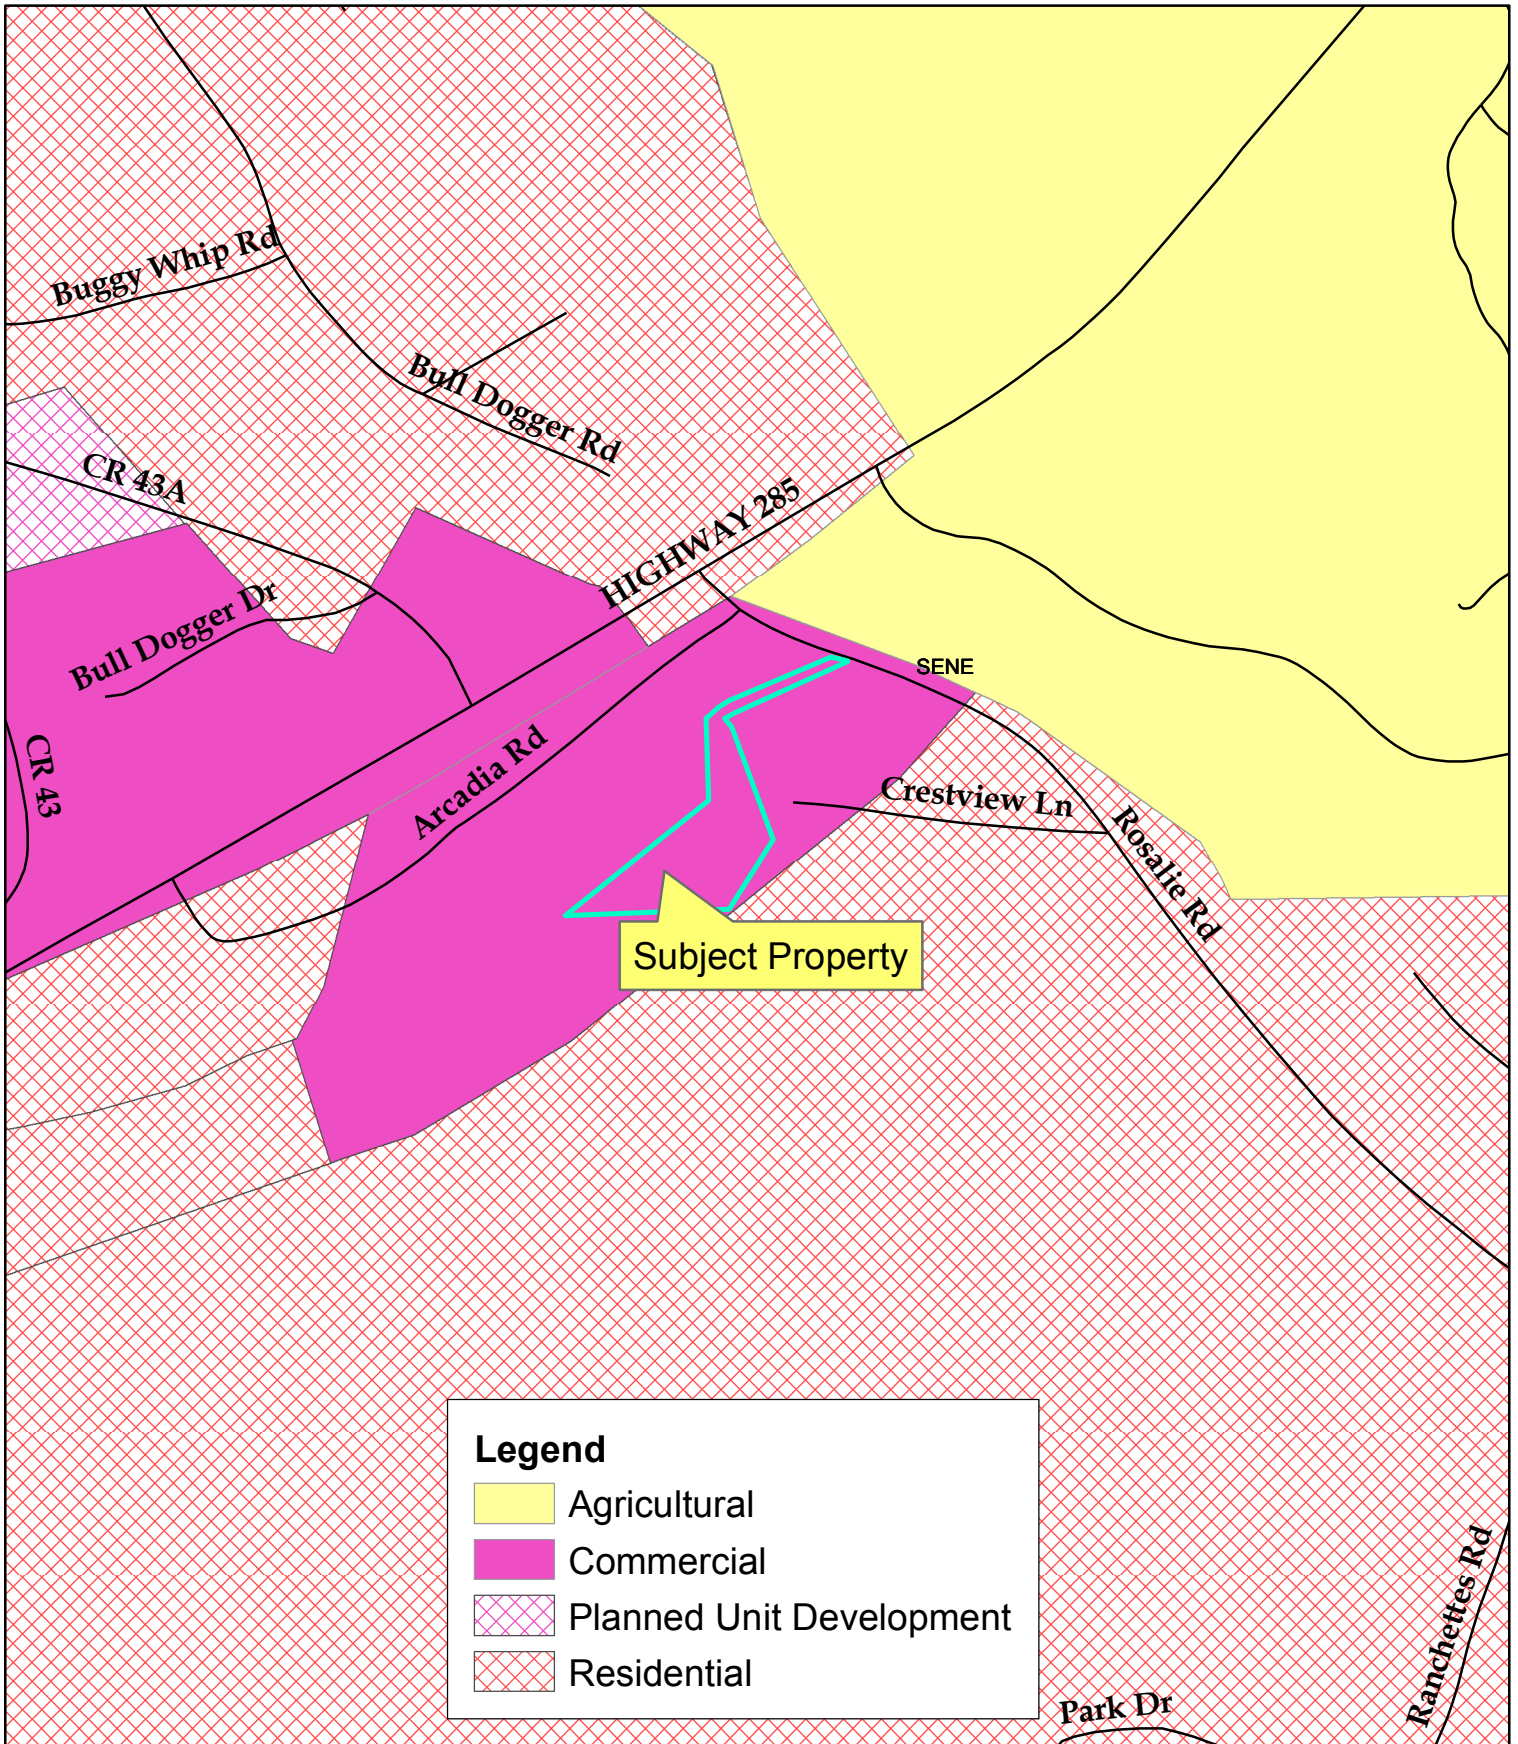 Buggy Whip Rd
Bull Dogger Rd
CR 43A
HIGHWAY 285
Bull Dogger Dr
SENE
CR 43
Arcadia Rd
Crestview Ln
Rosalie Rd
Subject Property
Legend
Agricultural
Commercial
Planned Unit Development
Residential
Ranchettes Rd
Park Dr